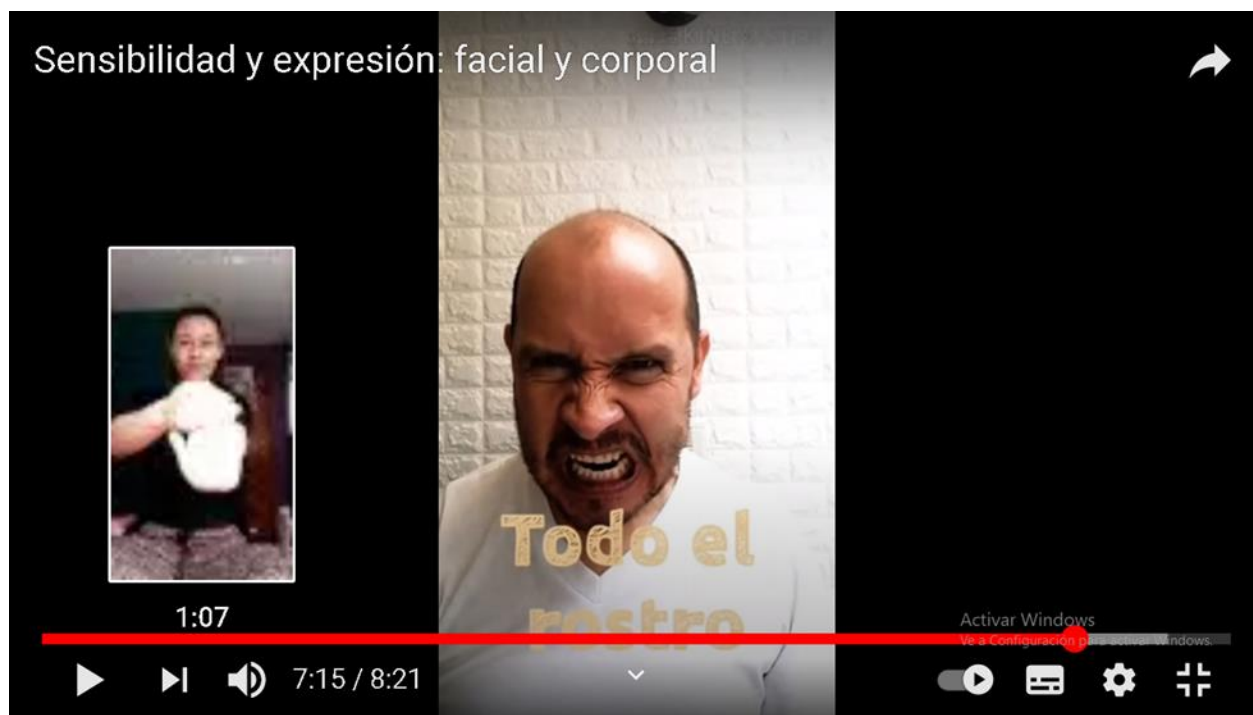 Sensibilidad y expresión: facial y corporal
KINEMASTER
Todo el
rostro
1:07
Activar Windows
Ve a Configuración para activar Windows.
7:15 / 8:21